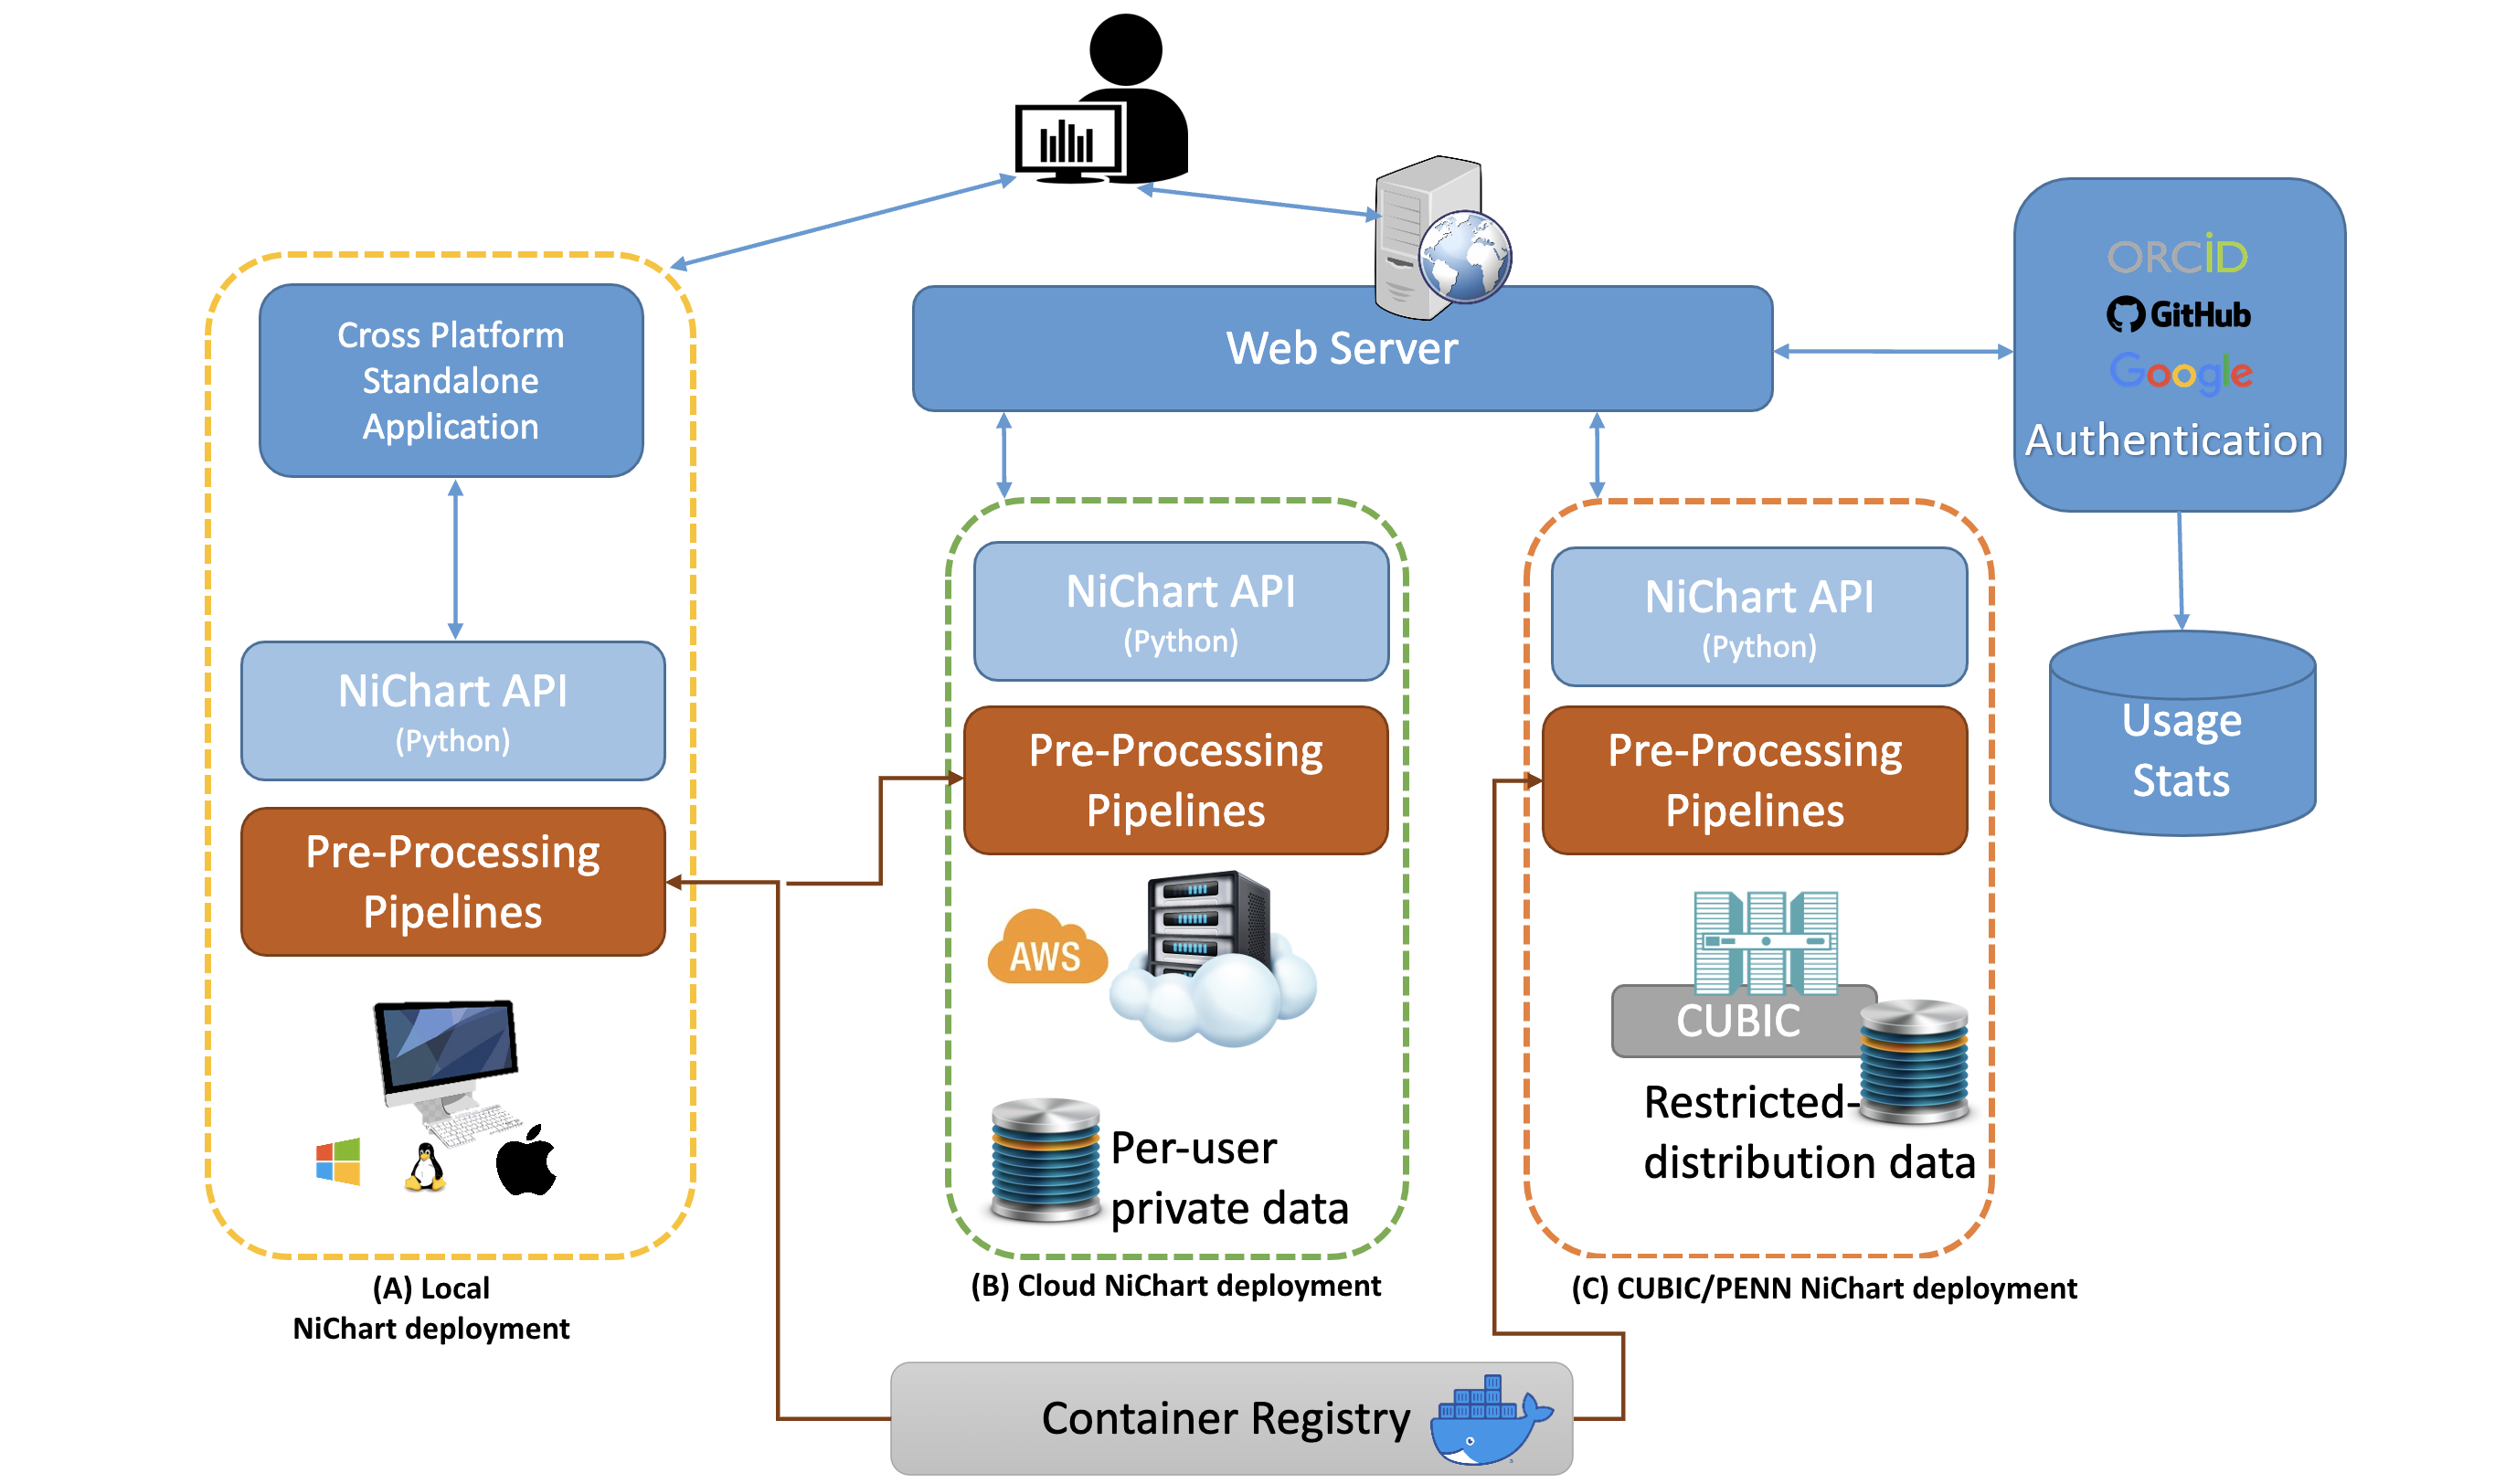 Cross Platform
Standalone
Application
NiChart API
(Python)
Pre-Processing
Pipelines
(A) Local
NiChart deployment
Web Server
NiChart API
(Python)
Pre-Processing
Pipelines
AWS
Per-user
private data
(B) Cloud NiChart deployment
NiChart API
(Python)
Pre-Processing
Pipelines
CUBIC
Restricted-
distribution data
(C) CUBIC/PENN NiChart deployment
ORCiD
GitHub
Google
Authentication
Usage
Stats
Container Registry